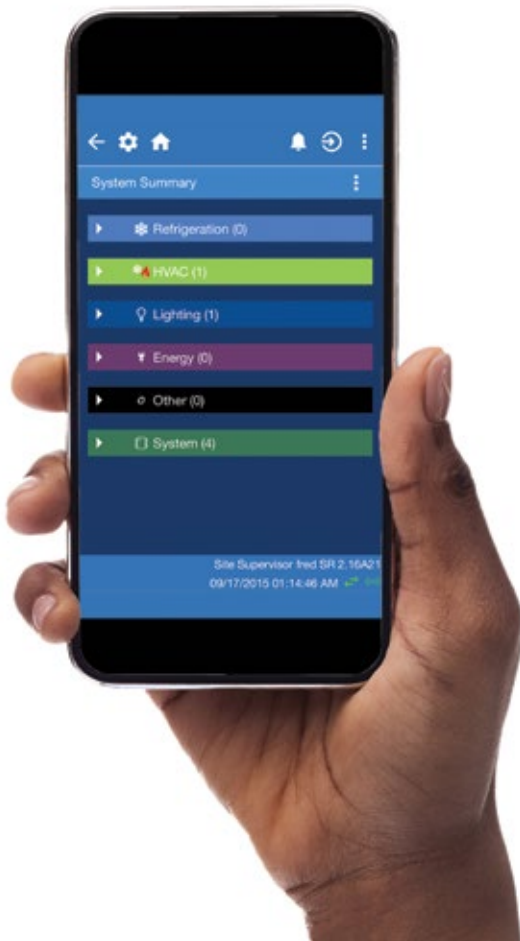 System Summary
Refrigeration (0)
HVAC (1)
Lighting (1)
Energy (0)
Other (0)
System (4)
Site Supervisor fred SR 2.16A21
09/17/2015 01:14:46 AM